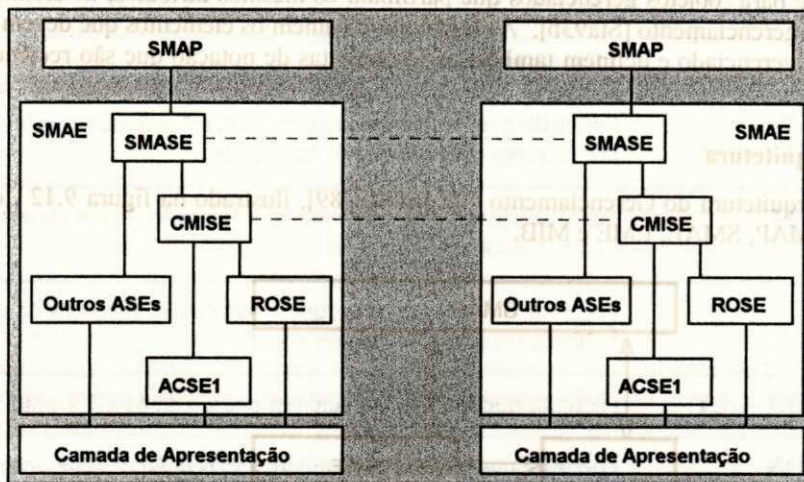 SMAP SMAP
SMAE SMASE SMASE SMAE
CMISE CMISE
Outros ASEs ROSE Outros ASEs ROSE
ACSE1 ACSE1
Camada de Apresentação Camada de Apresentação